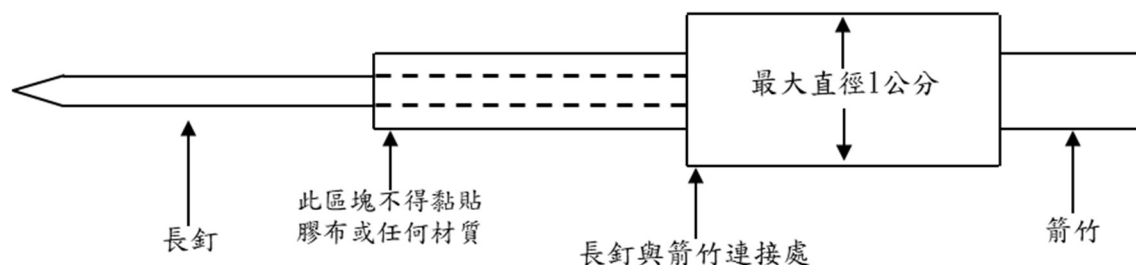 最大直徑1公分
長釘
此區塊不得黏貼
膠布或任何材質
長釘與箭竹連接處
箭竹